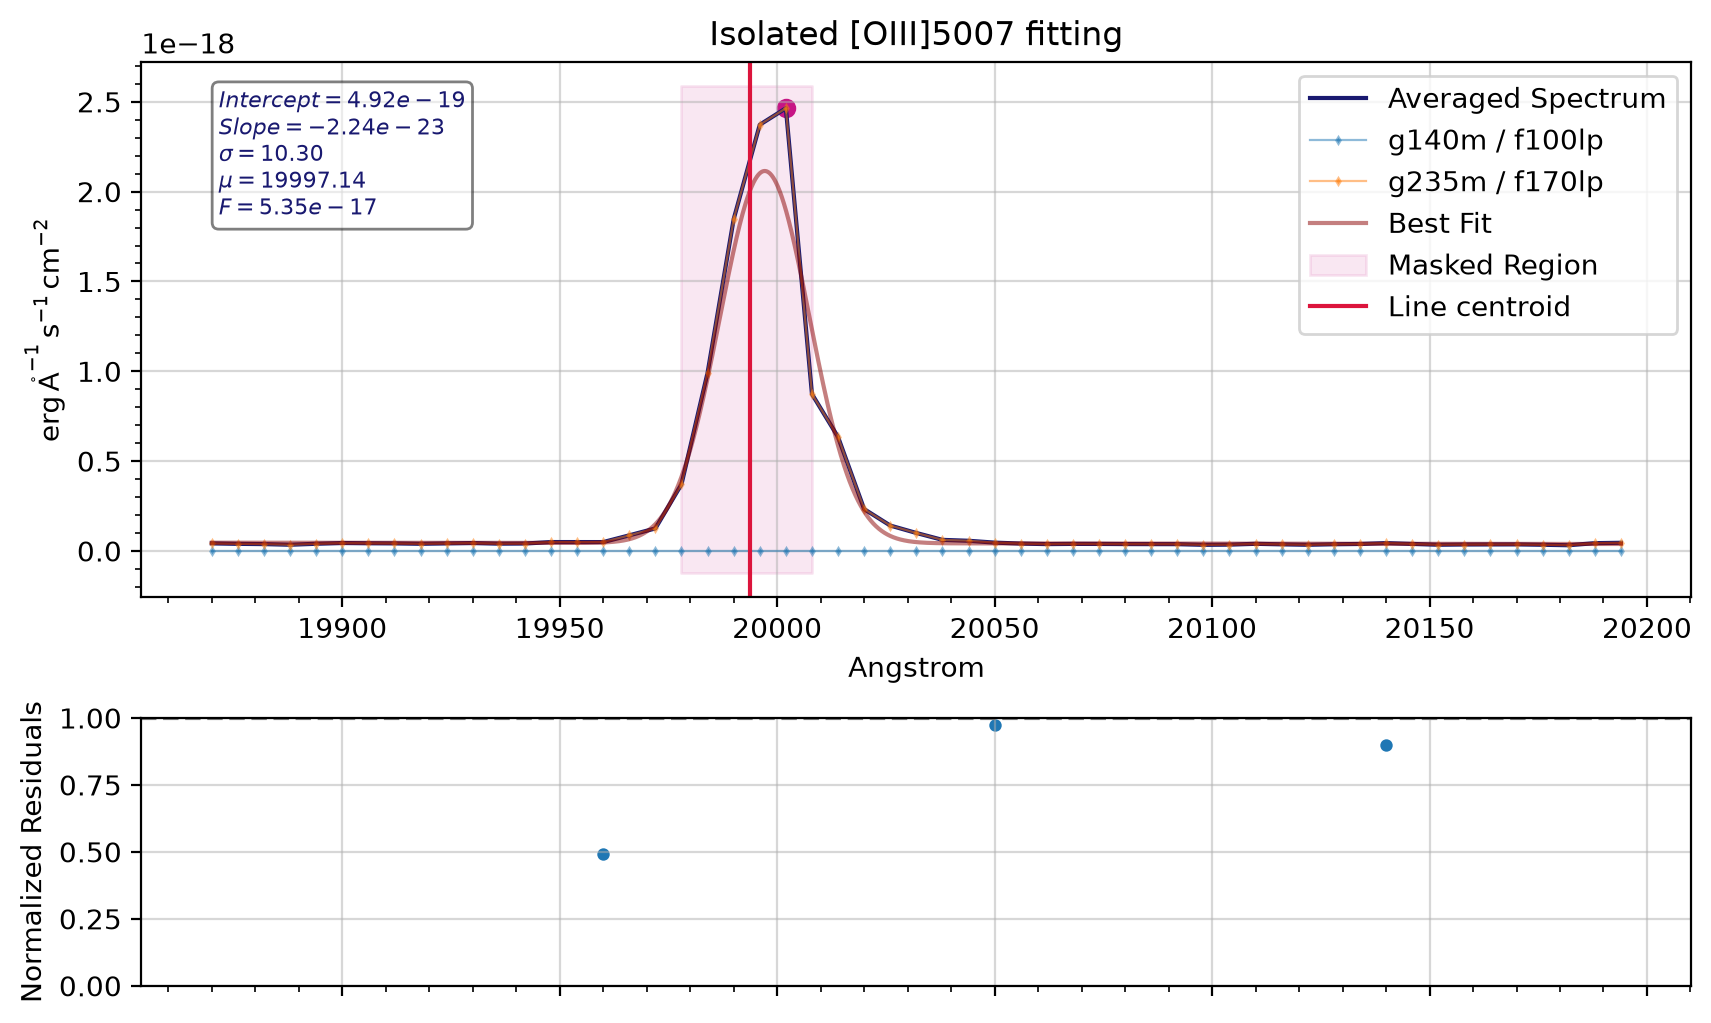 Isolated [OIII]5007 fitting
1e−18
Intercept = 4.92e − 19
Slope = −2.24e − 23
σ = 10.30
μ = 19997.14
F = 5.35e − 17
Averaged Spectrum
g140m / f100lp
g235m / f170lp
Best Fit
Masked Region
Line centroid
erg Å⁻¹ s⁻¹ cm⁻²
2.5
2.0
1.5
1.0
0.5
0.0
19900 19950 20000 20050 20100 20150 20200
Angstrom
Normalized Residuals
1.00
0.75
0.50
0.25
0.00